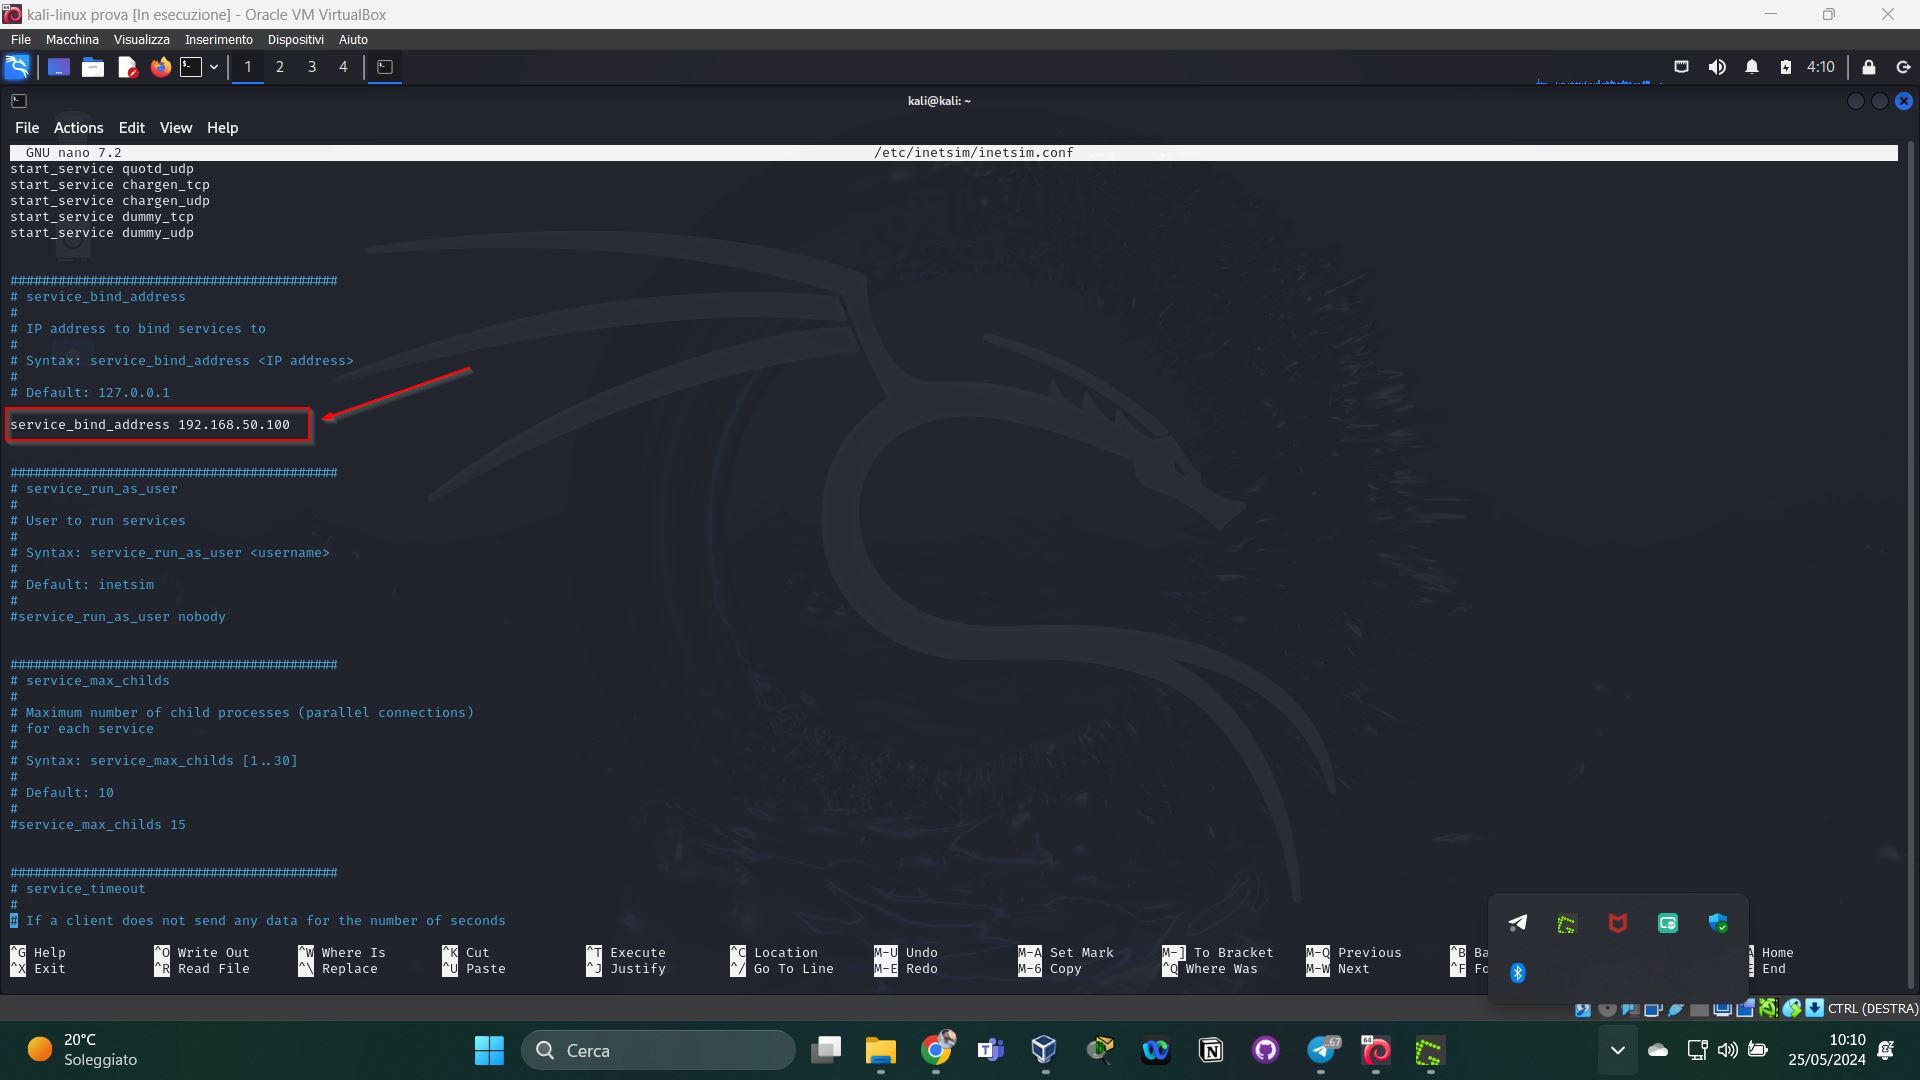 kali-linux prova [In esecuzione] - Oracle VM VirtualBox
File Macchina Visualizza Inserimento Dispositivi Aiuto
1 2 3 4 4:10
kali@kali: ~
File Actions Edit View Help
GNU nano 7.2 /etc/inetsim/inetsim.conf
start_service quotd_udp
start_service chargen_tcp
start_service chargen_udp
start_service dummy_tcp
start_service dummy_udp
#########################################
# service_bind_address
#
# IP address to bind services to
#
# Syntax: service_bind_address <IP address>
#
# Default: 127.0.0.1
service_bind_address 192.168.50.100
#########################################
# service_run_as_user
#
# User to run services
#
# Syntax: service_run_as_user <username>
#
# Default: inetsim
#
#service_run_as_user nobody
#########################################
# service_max_childs
#
# Maximum number of child processes (parallel connections)
# for each service
#
# Syntax: service_max_childs [1..30]
#
# Default: 10
#
#service_max_childs 15
#########################################
# service_timeout
#
# If a client does not send any data for the number of seconds
^G Help ^O Write Out ^W Where Is ^K Cut ^T Execute ^C Location M-U Undo M-A Set Mark M-] To Bracket M-Q Previous ^B Ba Home
^X Exit ^R Read File ^\ Replace ^U Paste ^J Justify ^/ Go To Line M-E Redo M-6 Copy ^Q Where Was M-W Next ^F Fo End
CTRL (DESTRA)
20°C
Soleggiato
Cerca
67
64
10:10
25/05/2024